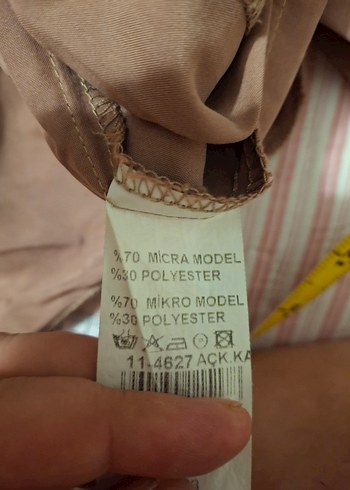 %70 MİCRA MODEL
%30 POLYESTER
%70 MİKRO MODEL
%30 POLYESTER
11-4627 AÇK.KA